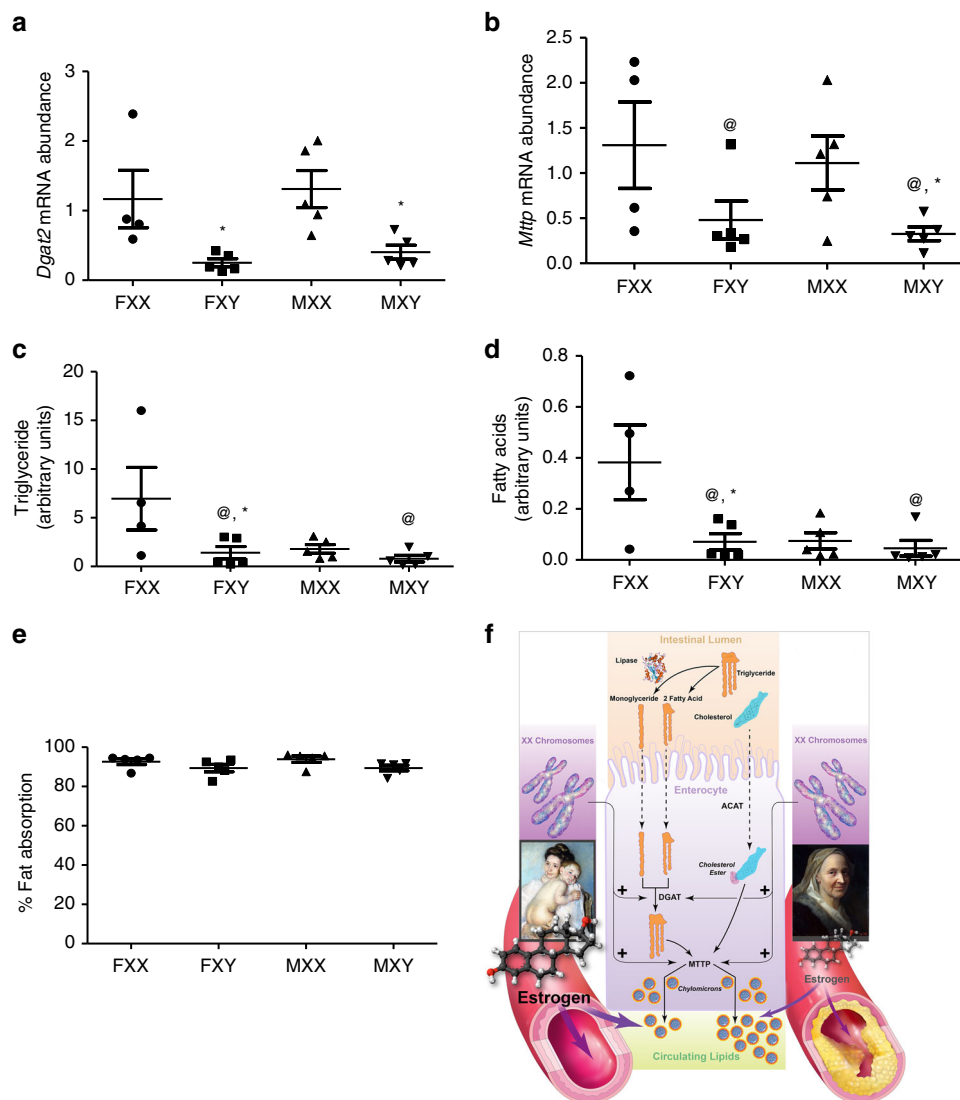 a
Dgat2 mRNA abundance
3
2
1
0
*
*
FXX FXY MXX MXY
b
Mttp mRNA abundance
2.5
2.0
1.5
1.0
0.5
0.0
@
@, *
FXX FXY MXX MXY
c
Triglyceride
(arbitrary units)
20
15
10
5
0
@, *
@
FXX FXY MXX MXY
d
Fatty acids
(arbitrary units)
0.8
0.6
0.4
0.2
0.0
@, *
@
FXX FXY MXX MXY
e
% Fat absorption
100
80
60
40
20
0
FXX FXY MXX MXY
f
Intestinal Lumen
Lipase
Triglyceride
Monoglyceride 2 Fatty Acid
Cholesterol
XX Chromosomes
XX Chromosomes
Enterocyte
ACAT
Cholesterol
Ester
+
+
DGAT
+
+
MTTP
Chylomicrons
Estrogen
Estrogen
Circulating Lipids